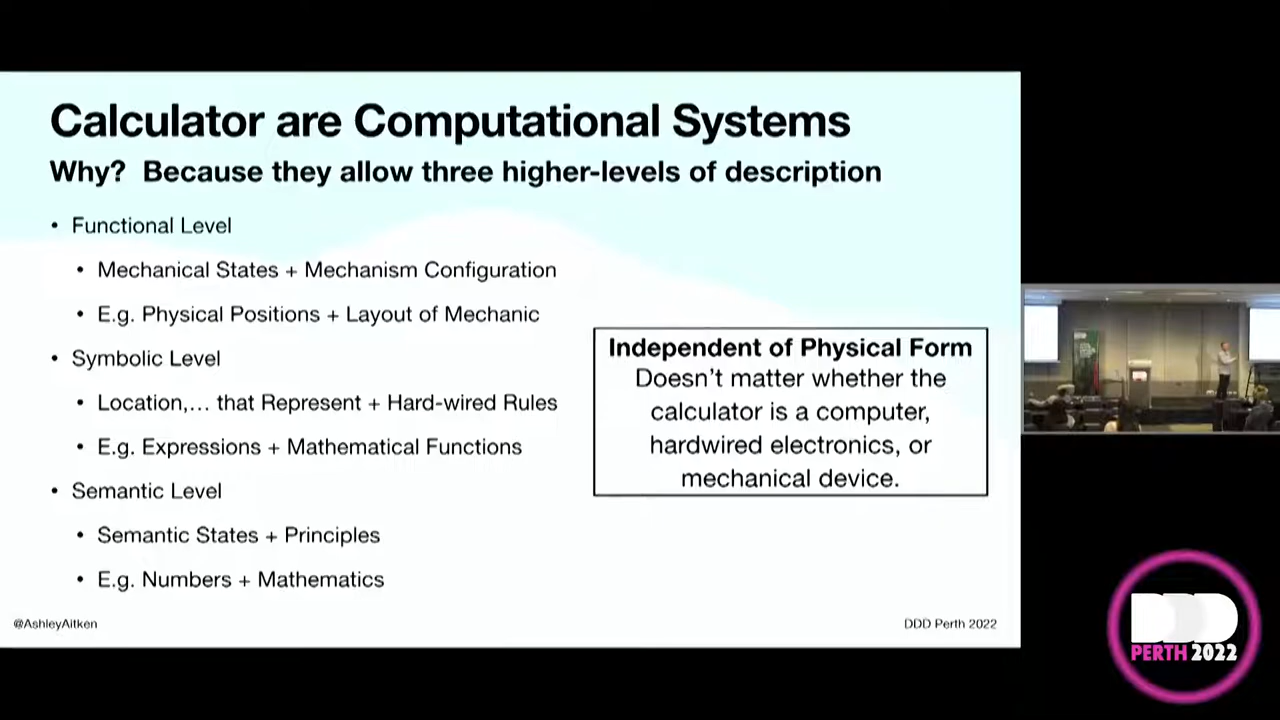 Calculator are Computational Systems
Why? Because they allow three higher-levels of description
• Functional Level
• Mechanical States + Mechanism Configuration
• E.g. Physical Positions + Layout of Mechanic
• Symbolic Level
• Location,… that Represent + Hard-wired Rules
• E.g. Expressions + Mathematical Functions
• Semantic Level
• Semantic States + Principles
• E.g. Numbers + Mathematics
Independent of Physical Form
Doesn't matter whether the
calculator is a computer,
hardwired electronics, or
mechanical device.
@AshleyAitken
DDD Perth 2022
DDD
PERTH 2022